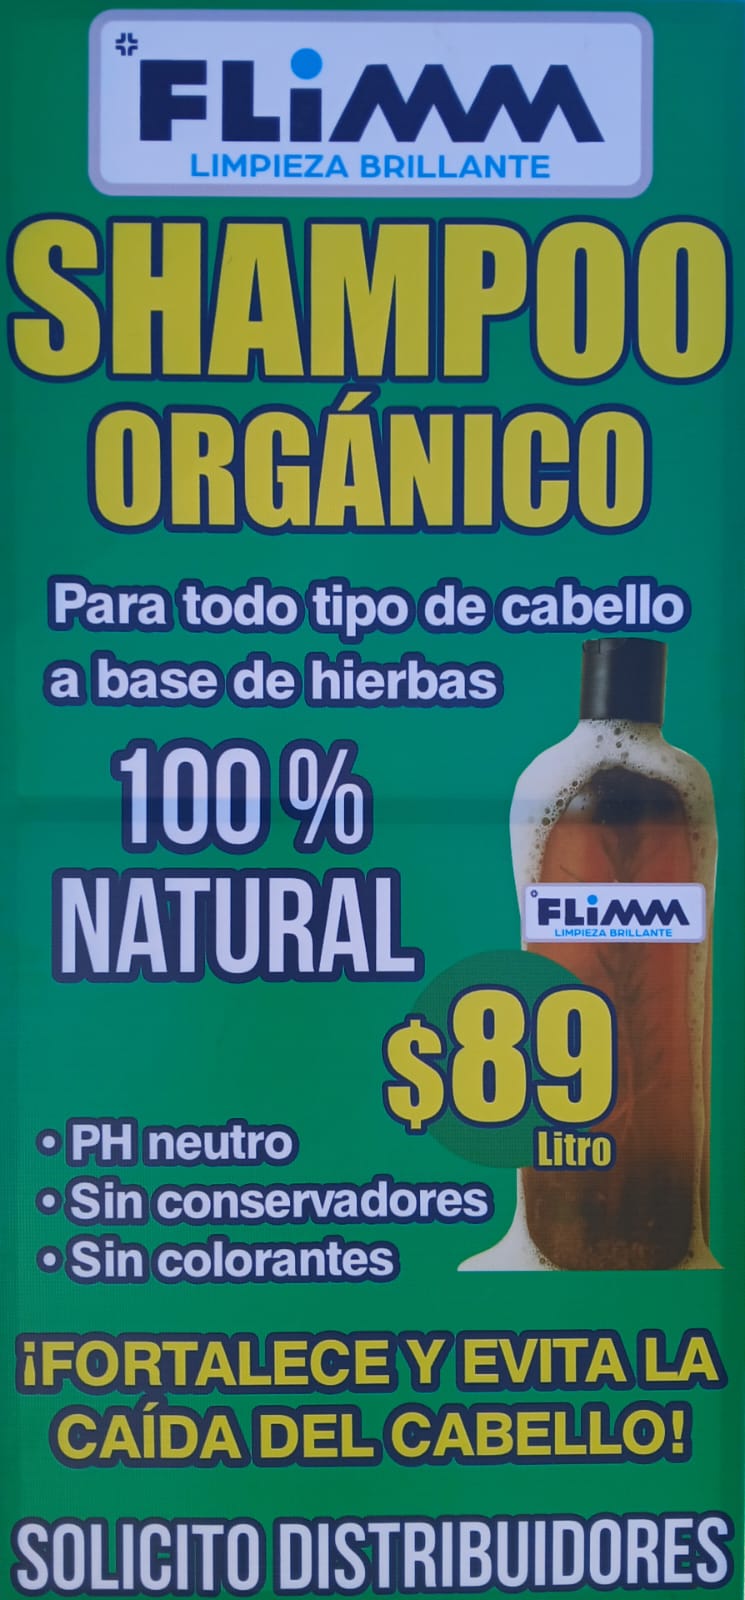 FLiMM
LIMPIEZA BRILLANTE
SHAMPOO
ORGÁNICO
Para todo tipo de cabello
a base de hierbas
100 %
NATURAL
FLiMM
LIMPIEZA BRILLANTE
$89
Litro
• PH neutro
• Sin conservadores
• Sin colorantes
¡FORTALECE Y EVITA LA
CAÍDA DEL CABELLO!
SOLICITO DISTRIBUIDORES